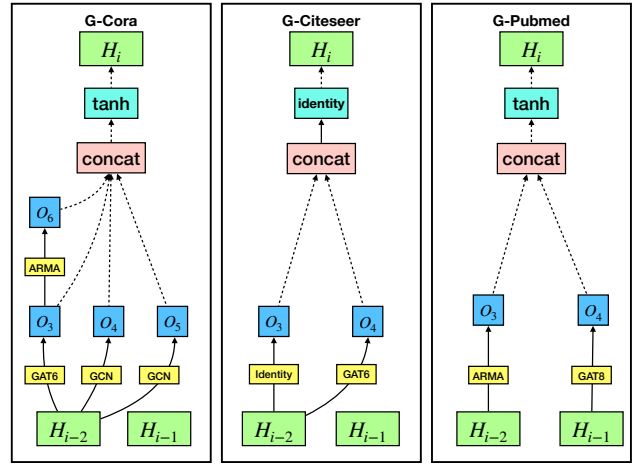 G-Cora
H_i
tanh
concat
O_6
ARMA
O_3
O_4
O_5
GAT6
GCN
GCN
H_{i-2}
H_{i-1}
G-Citeseer
H_i
identity
concat
O_3
O_4
Identity
GAT6
H_{i-2}
H_{i-1}
G-Pubmed
H_i
tanh
concat
O_3
O_4
ARMA
GAT8
H_{i-2}
H_{i-1}